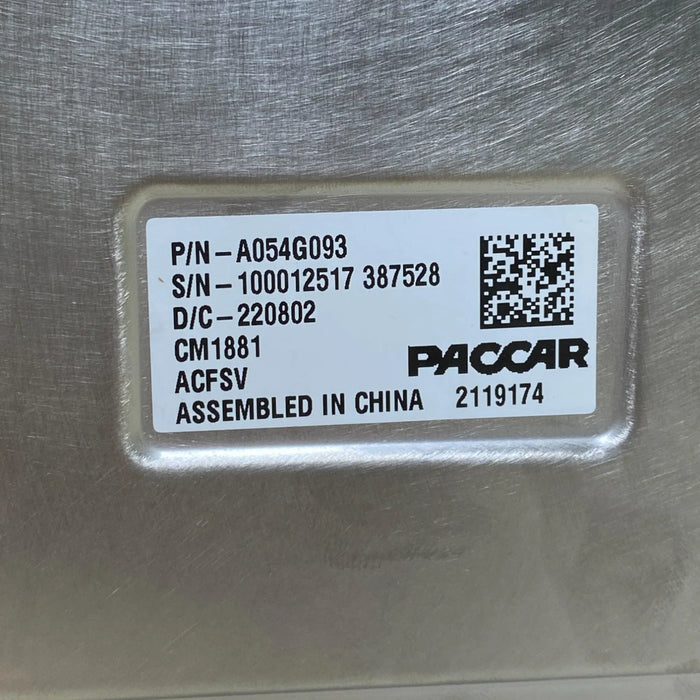 P/N-A054G093
S/N-100012517 387528
D/C-220802
CM1881
PACCAR
ACFSV
ASSEMBLED IN CHINA 2119174